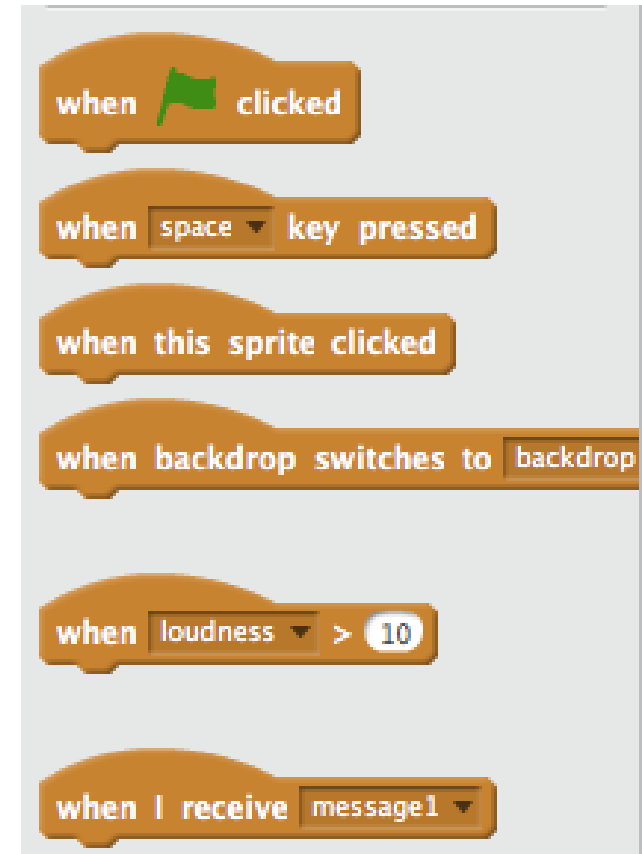 when clicked
when space key pressed
when this sprite clicked
when backdrop switches to backdrop
when loudness > 10
when I receive message1